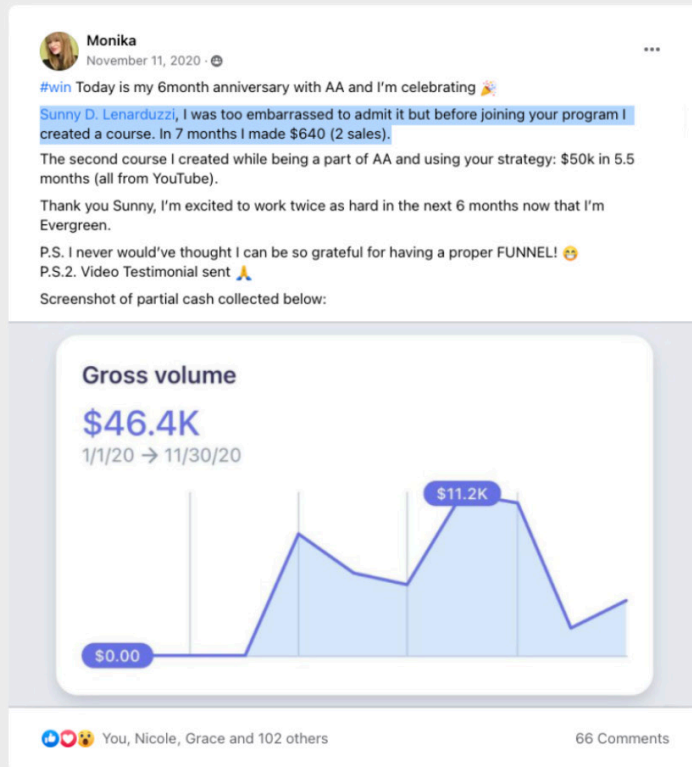 Monika
November 11, 2020 ·
#win Today is my 6month anniversary with AA and I'm celebrating 🎉
Sunny D. Lenarduzzi, I was too embarrassed to admit it but before joining your program I
created a course. In 7 months I made $640 (2 sales).
The second course I created while being a part of AA and using your strategy: $50k in 5.5
months (all from YouTube).
Thank you Sunny, I'm excited to work twice as hard in the next 6 months now that I'm
Evergreen.
P.S. I never would've thought I can be so grateful for having a proper FUNNEL! 😁
P.S.2. Video Testimonial sent 🙏
Screenshot of partial cash collected below:
Gross volume
$46.4K
1/1/20 → 11/30/20
$11.2K
$0.00
You, Nicole, Grace and 102 others
66 Comments